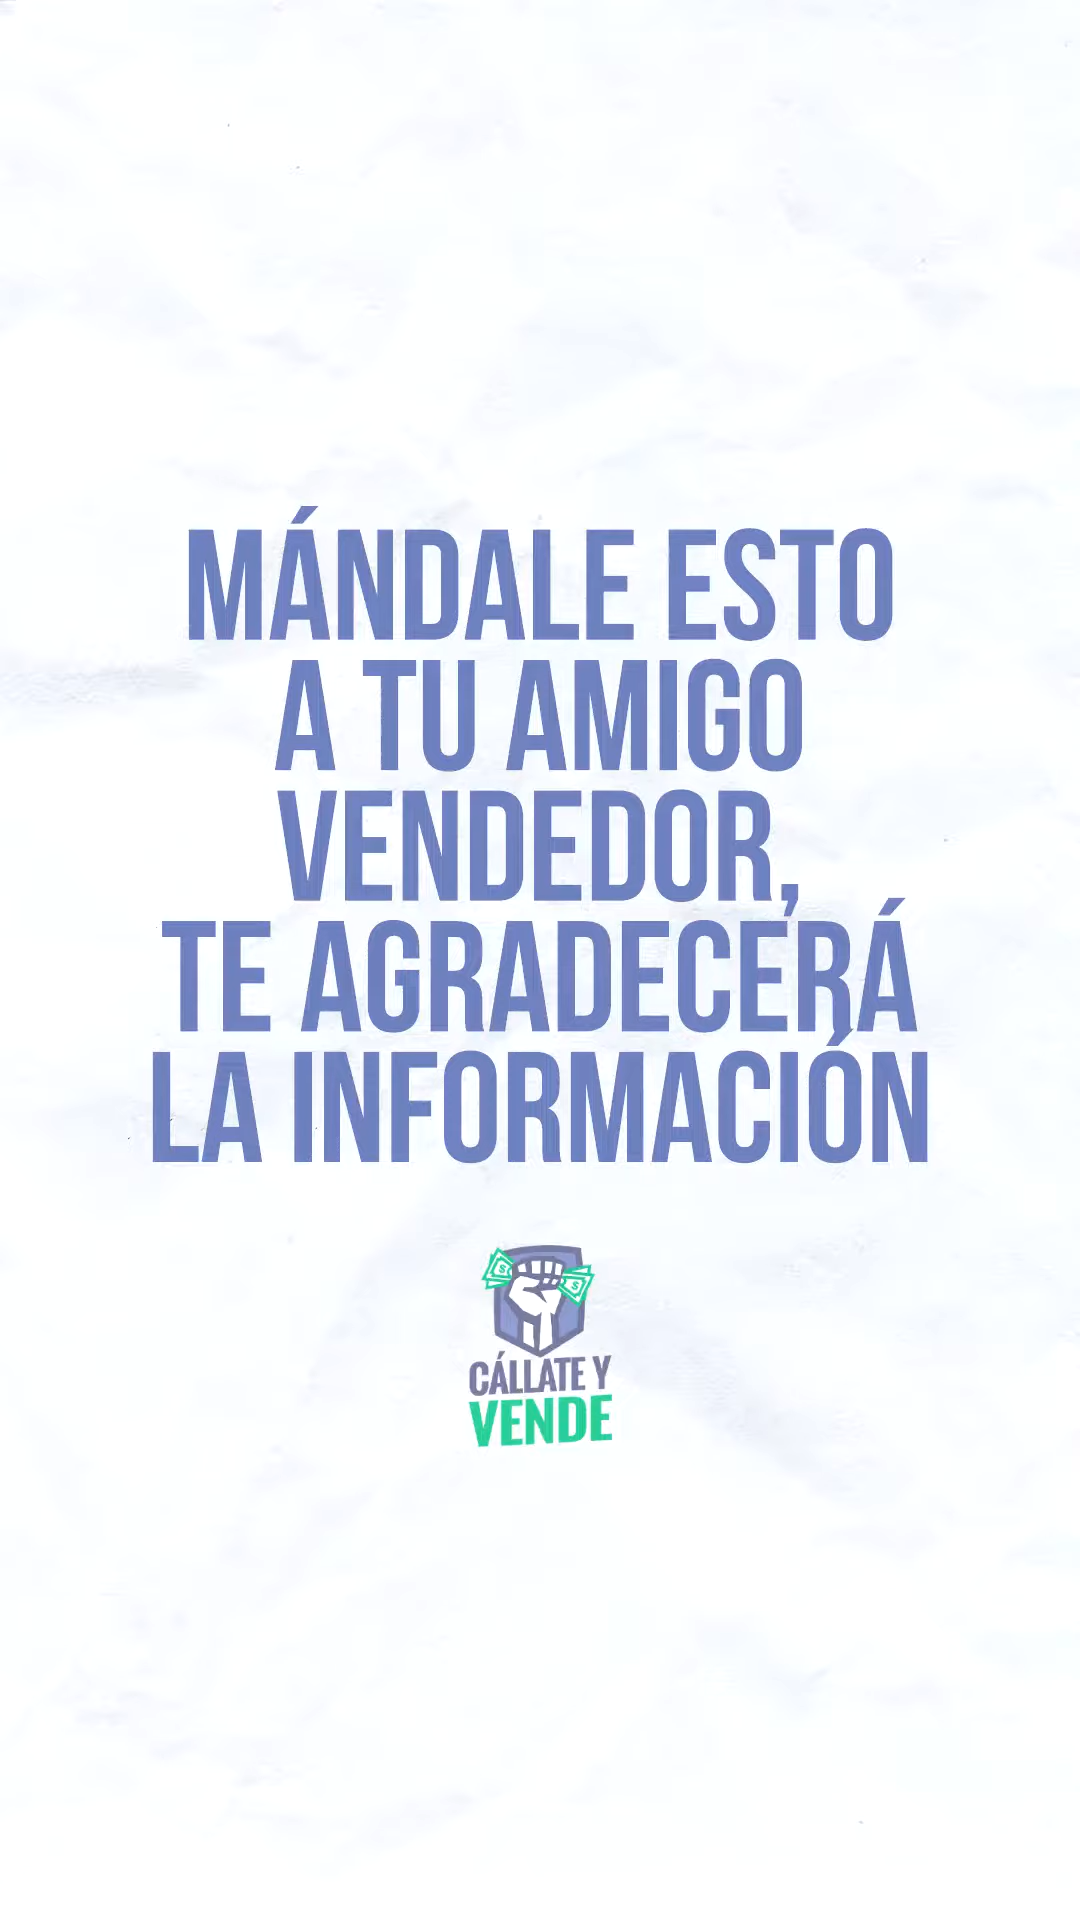 MÁNDALE ESTO
A TU AMIGO
VENDEDOR,
TE AGRADECERÁ
LA INFORMACIÓN
$ $
CÁLLATE Y
VENDE